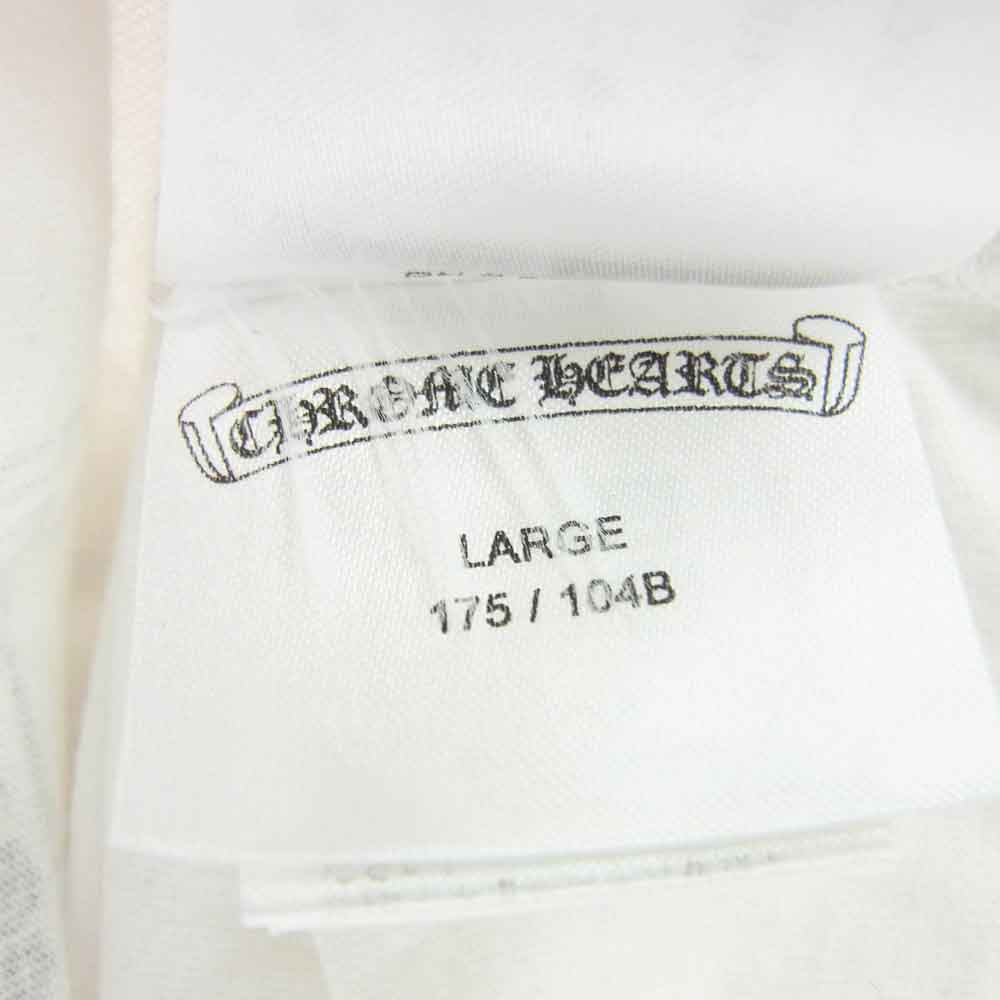 CHROME HEARTS
LARGE
175 / 104B